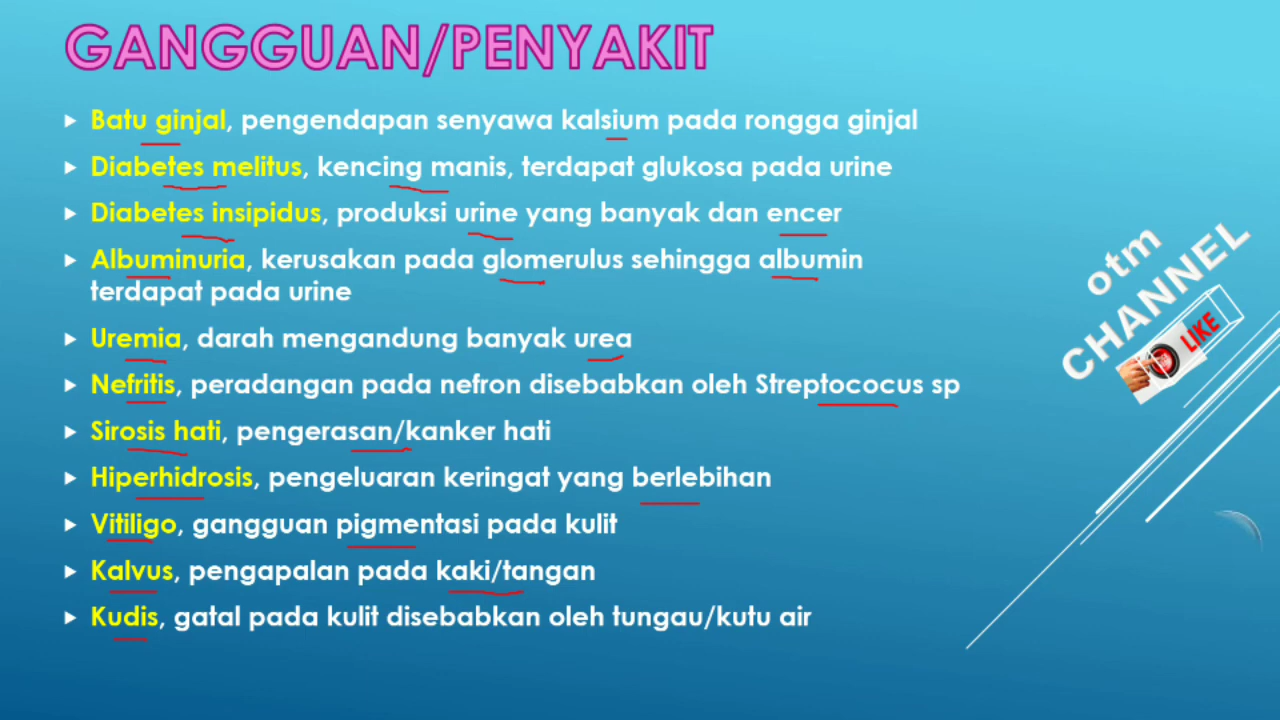 GANGGUAN/PENYAKIT
Batu ginjal, pengendapan senyawa kalsium pada rongga ginjal
Diabetes melitus, kencing manis, terdapat glukosa pada urine
Diabetes insipidus, produksi urine yang banyak dan encer
Albuminuria, kerusakan pada glomerulus sehingga albumin
terdapat pada urine
Uremia, darah mengandung banyak urea
Nefritis, peradangan pada nefron disebabkan oleh Streptococus sp
Sirosis hati, pengerasan/kanker hati
Hiperhidrosis, pengeluaran keringat yang berlebihan
Vitiligo, gangguan pigmentasi pada kulit
Kalvus, pengapalan pada kaki/tangan
Kudis, gatal pada kulit disebabkan oleh tungau/kutu air
otm
CHANNEL
LIKE